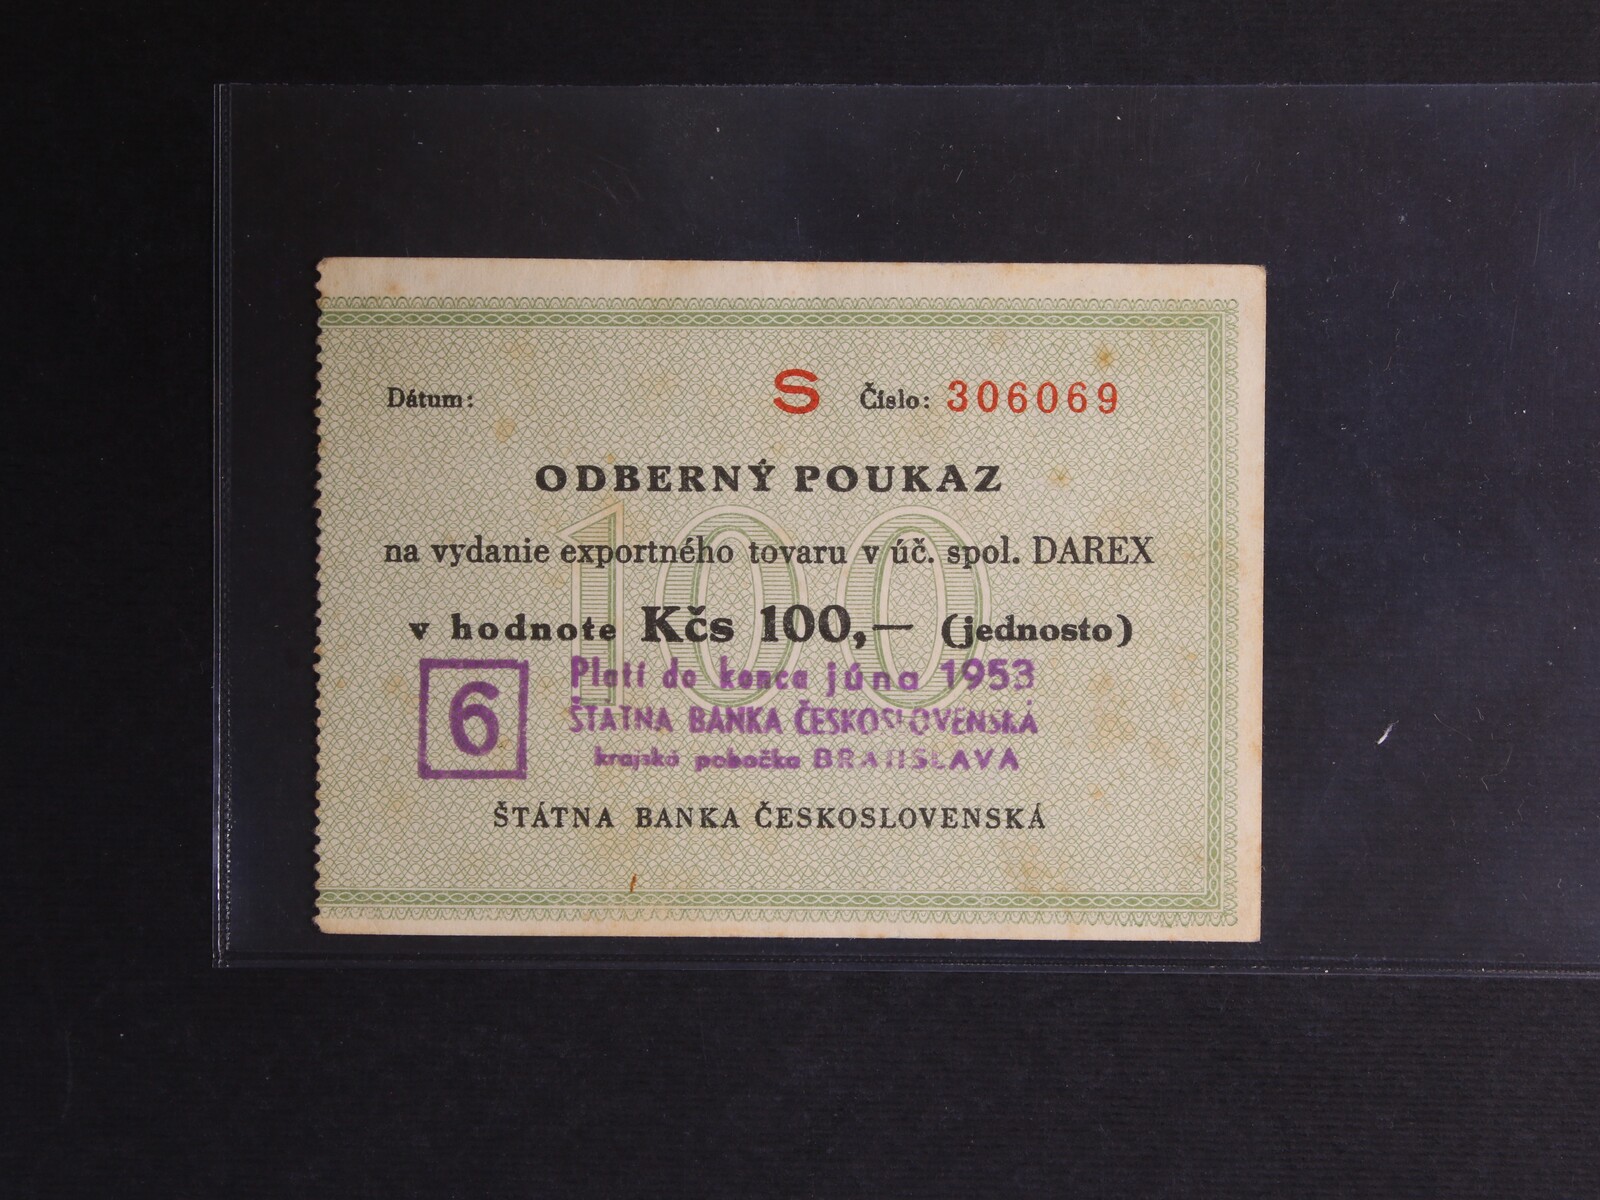 Dátum: S Číslo: 306069
ODBERNÝ POUKAZ
na vydanie exportného tovaru v úč. spol. DAREX
100
v hodnote Kčs 100,— (jednosto)
6
Platí do konca júna 1953
ŠTÁTNA BANKA ČESKOSLOVENSKÁ
krajská pobočka BRATISLAVA
ŠTÁTNA BANKA ČESKOSLOVENSKÁ